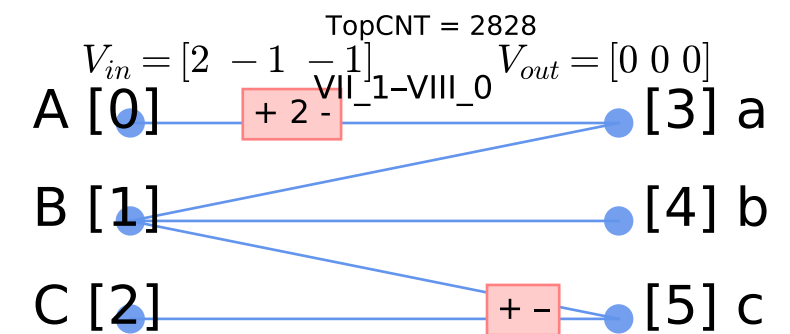 TopCNT = 2828
V_in = [2 −1 −1] V_out = [0 0 0]
VII_1–VIII_0
A [0] + 2 - [3] a
B [1] [4] b
C [2] + – [5] c